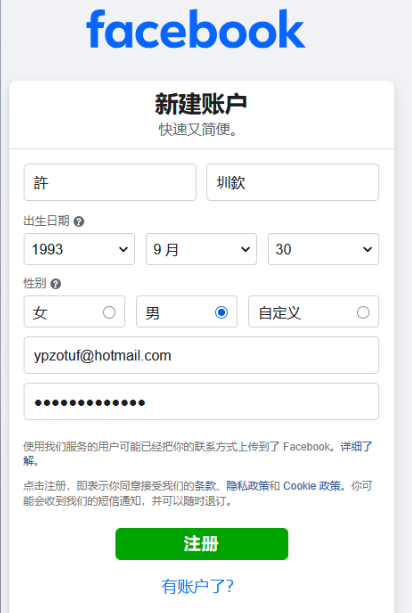 facebook
新建账户
快速又简便。
許 圳欽
出生日期 ?
1993 9 月 30
性别 ?
女 男 自定义
ypzotuf@hotmail.com
●●●●●●●●●●●●●
使用我们服务的用户可能已经把你的联系方式上传到了 Facebook。详细了
解。
点击注册，即表示你同意接受我们的条款、隐私政策和 Cookie 政策。你可
能会收到我们的短信通知，并可以随时退订。
注册
有账户了?